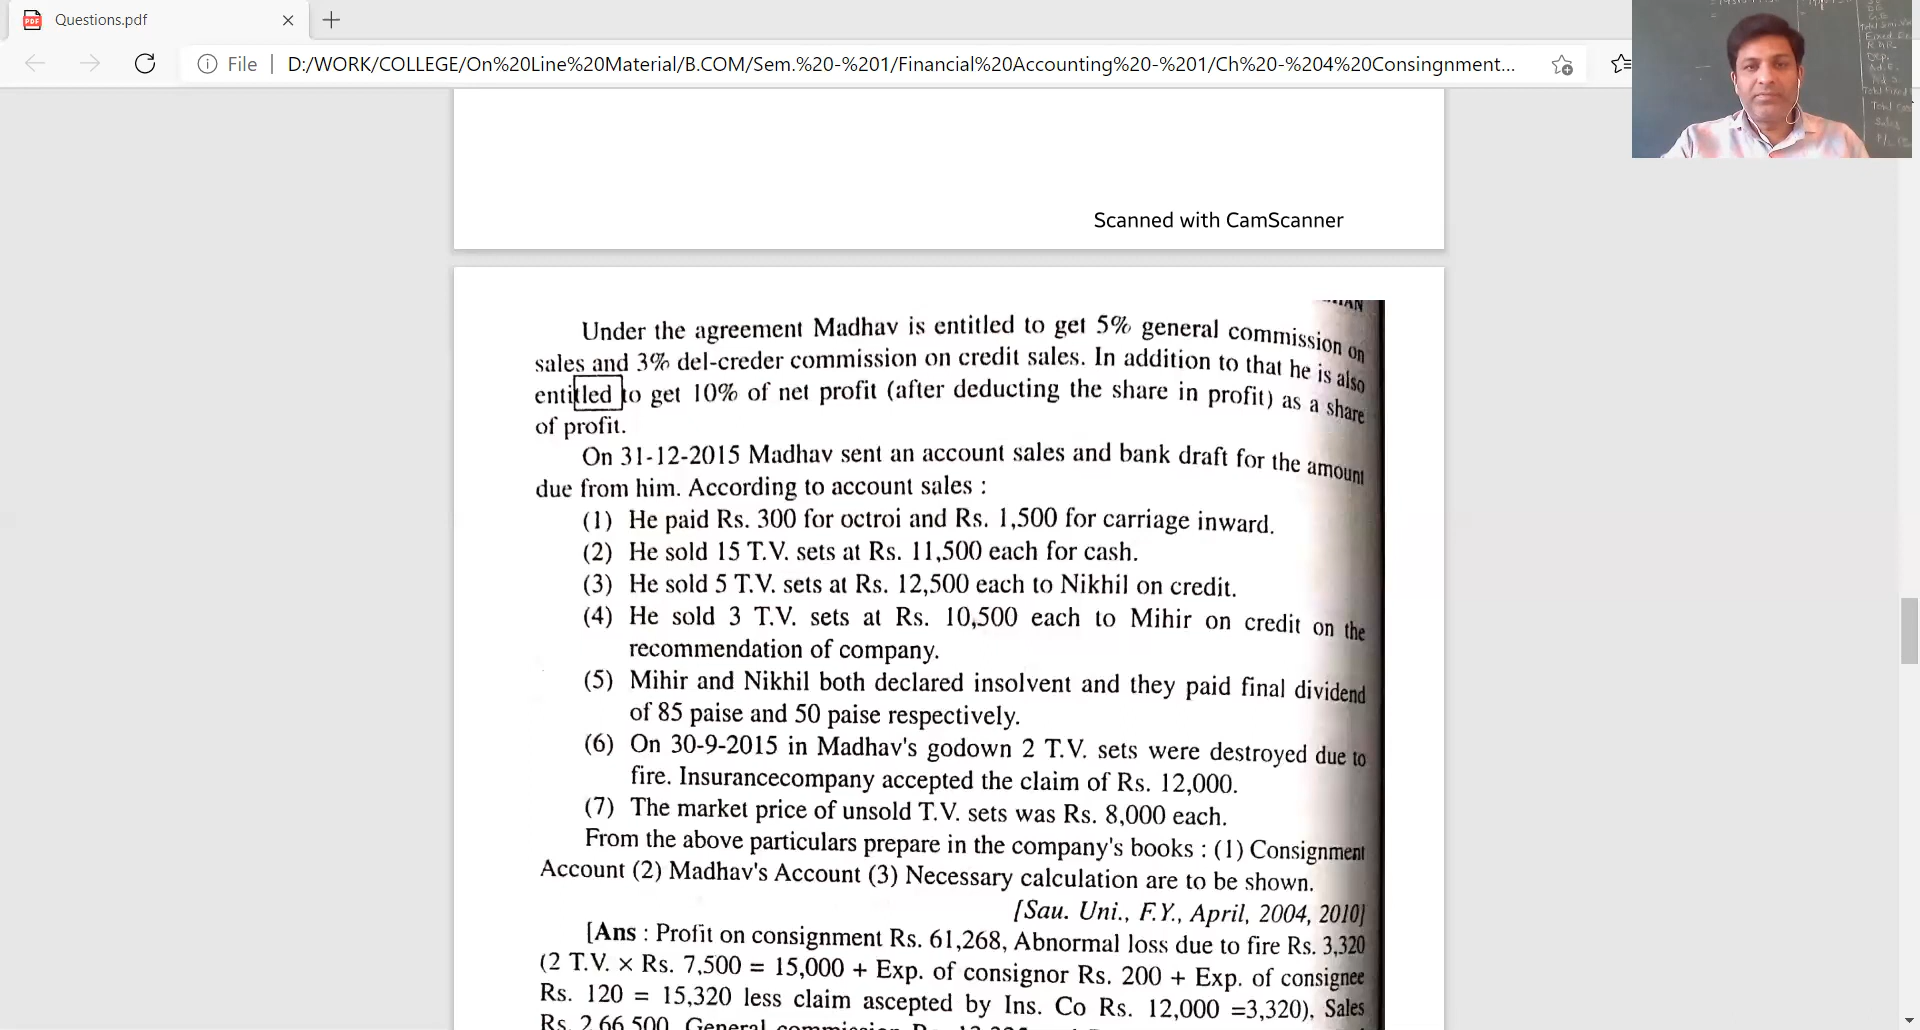 Questions.pdf
File | D:/WORK/COLLEGE/On%20Line%20Material/B.COM/Sem.%20-%201/Financial%20Accounting%20-%201/Ch%20-%204%20Consingnment...
Scanned with CamScanner
Under the agreement Madhav is entitled to get 5% general commission on
sales and 3% del-creder commission on credit sales. In addition to that he is also
entitled to get 10% of net profit (after deducting the share in profit) as a share
of profit.
On 31-12-2015 Madhav sent an account sales and bank draft for the amount
due from him. According to account sales :
(1) He paid Rs. 300 for octroi and Rs. 1,500 for carriage inward.
(2) He sold 15 T.V. sets at Rs. 11,500 each for cash.
(3) He sold 5 T.V. sets at Rs. 12,500 each to Nikhil on credit.
(4) He sold 3 T.V. sets at Rs. 10,500 each to Mihir on credit on the
recommendation of company.
(5) Mihir and Nikhil both declared insolvent and they paid final dividend
of 85 paise and 50 paise respectively.
(6) On 30-9-2015 in Madhav's godown 2 T.V. sets were destroyed due to
fire. Insurancecompany accepted the claim of Rs. 12,000.
(7) The market price of unsold T.V. sets was Rs. 8,000 each.
From the above particulars prepare in the company's books : (1) Consignment
Account (2) Madhav's Account (3) Necessary calculation are to be shown.
[Sau. Uni., F.Y., April, 2004, 2010]
[Ans : Profit on consignment Rs. 61,268, Abnormal loss due to fire Rs. 3,320
(2 T.V. × Rs. 7,500 = 15,000 + Exp. of consignor Rs. 200 + Exp. of consignee
Rs. 120 = 15,320 less claim ascepted by Ins. Co Rs. 12,000 =3,320), Sales
Rs. 2,66,500, General commission